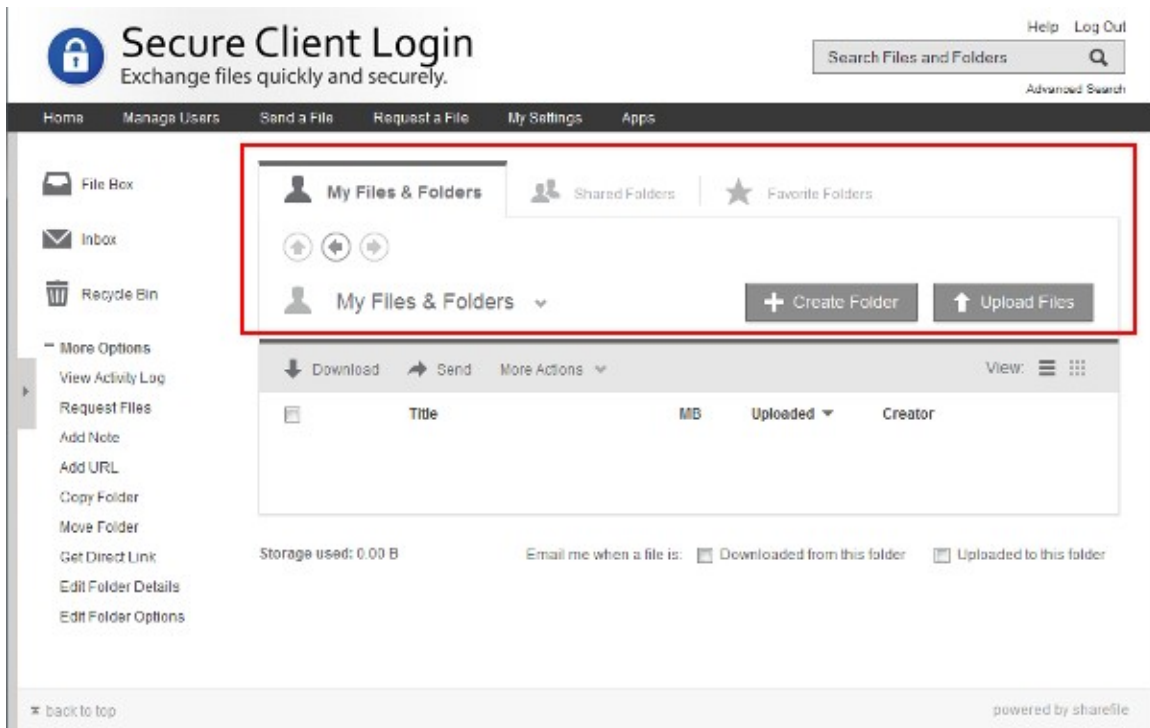 Secure Client Login
Exchange files quickly and securely.
Help Log Out
Search Files and Folders
Advanced Search
Home Manage Users Send a File Request a File My Settings Apps
File Box
Inbox
Recycle Bin
More Options
View Activity Log
Request Files
Add Note
Add URL
Copy Folder
Move Folder
Get Direct Link
Edit Folder Details
Edit Folder Options
My Files & Folders Shared Folders Favorite Folders
My Files & Folders Create Folder Upload Files
Download Send More Actions View:
Title MB Uploaded Creator
Storage used: 0.00 B Email me when a file is: Downloaded from this folder Uploaded to this folder
back to top powered by sharefile